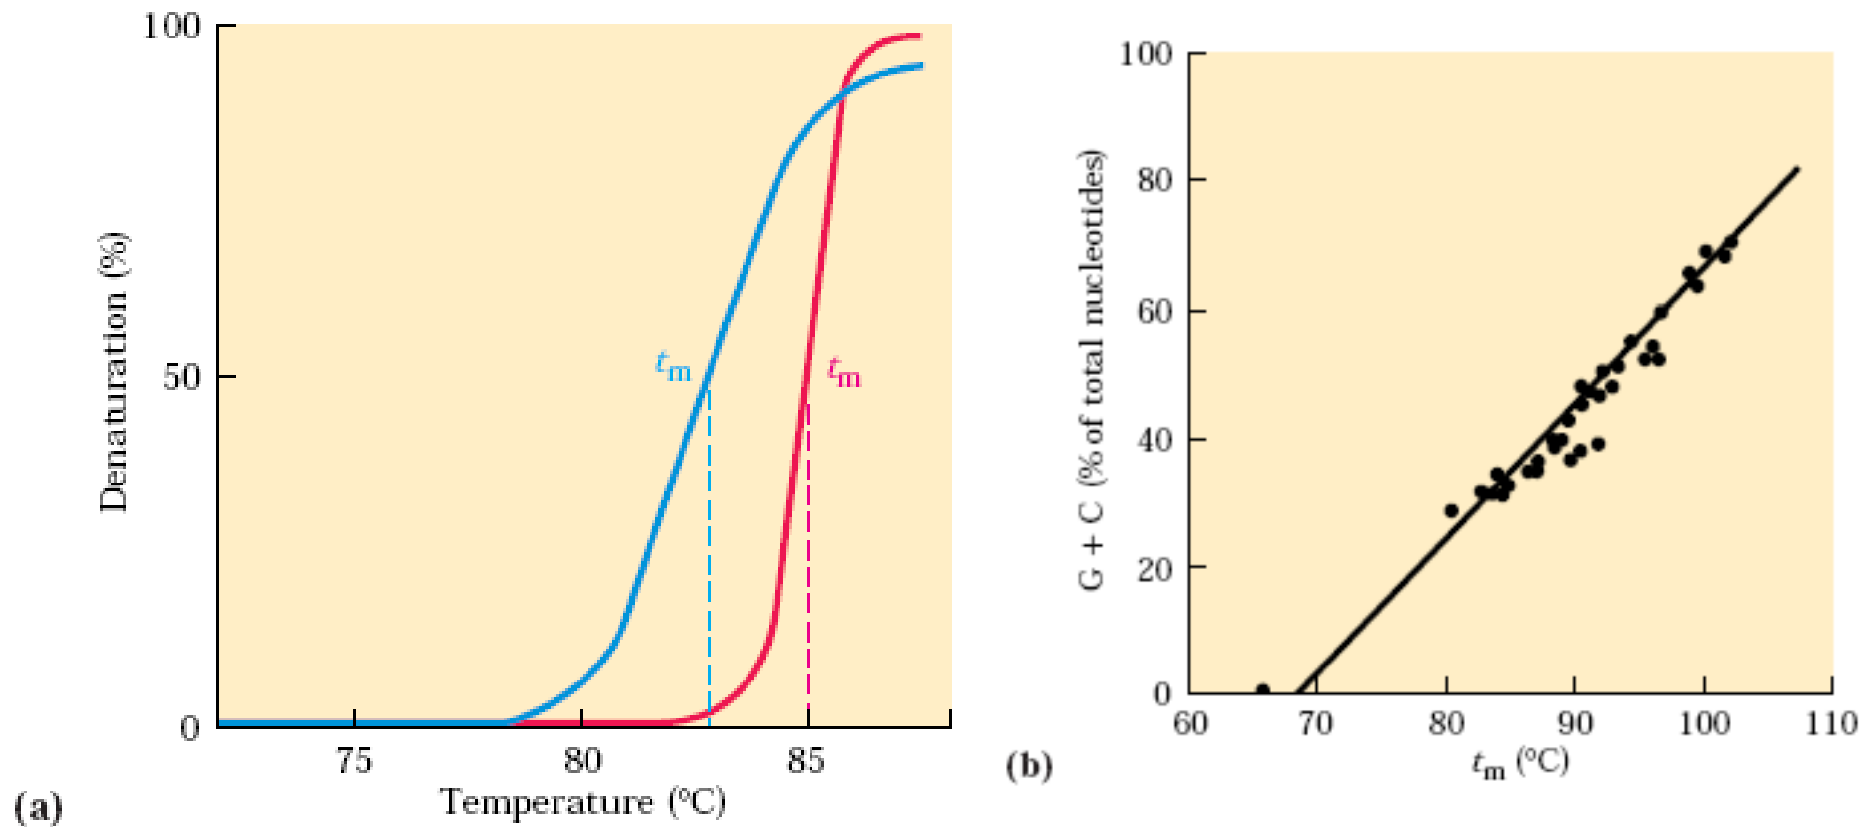 100
50
0
Denaturation (%)
tm
tm
75 80 85
Temperature (°C)
(a)
100
80
60
40
20
0
G + C (% of total nucleotides)
60 70 80 90 100 110
tm (°C)
(b)